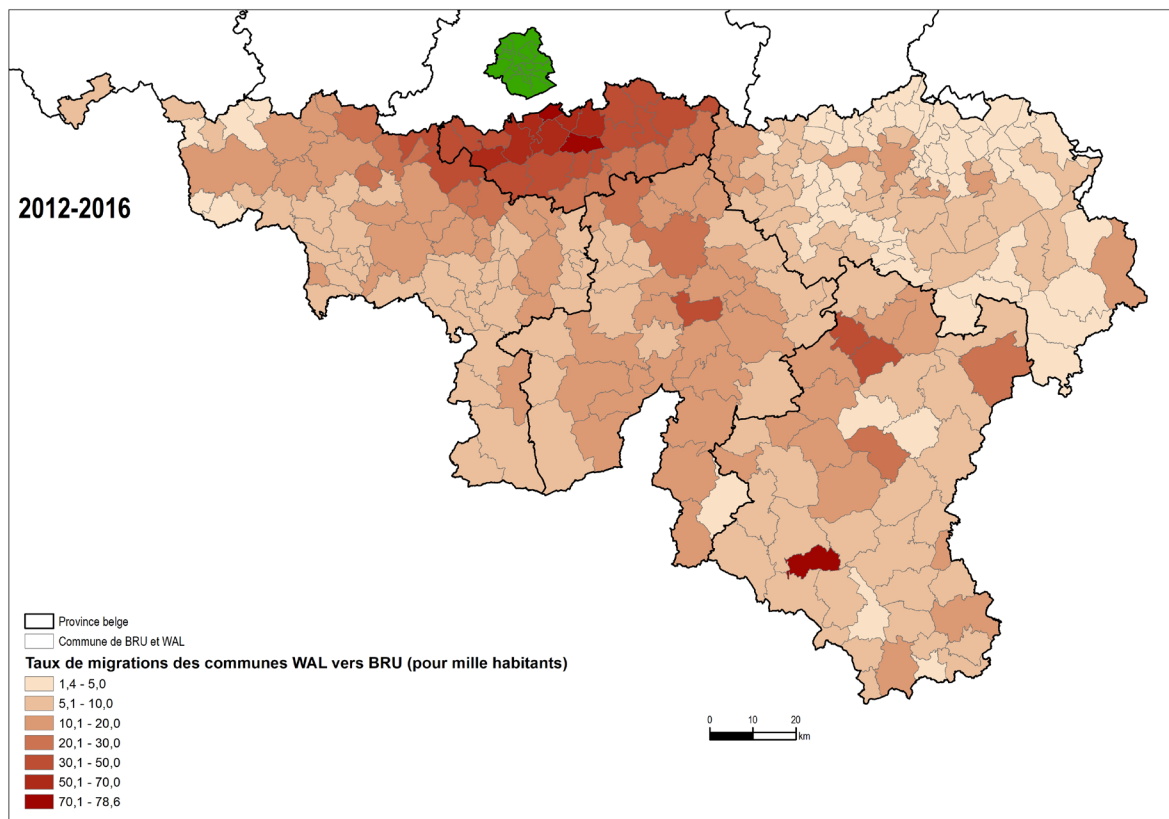 2012-2016
Province belge
Commune de BRU et WAL
Taux de migrations des communes WAL vers BRU (pour mille habitants)
1,4 - 5,0
5,1 - 10,0
10,1 - 20,0
20,1 - 30,0
30,1 - 50,0
50,1 - 70,0
70,1 - 78,6
0 10 20
km